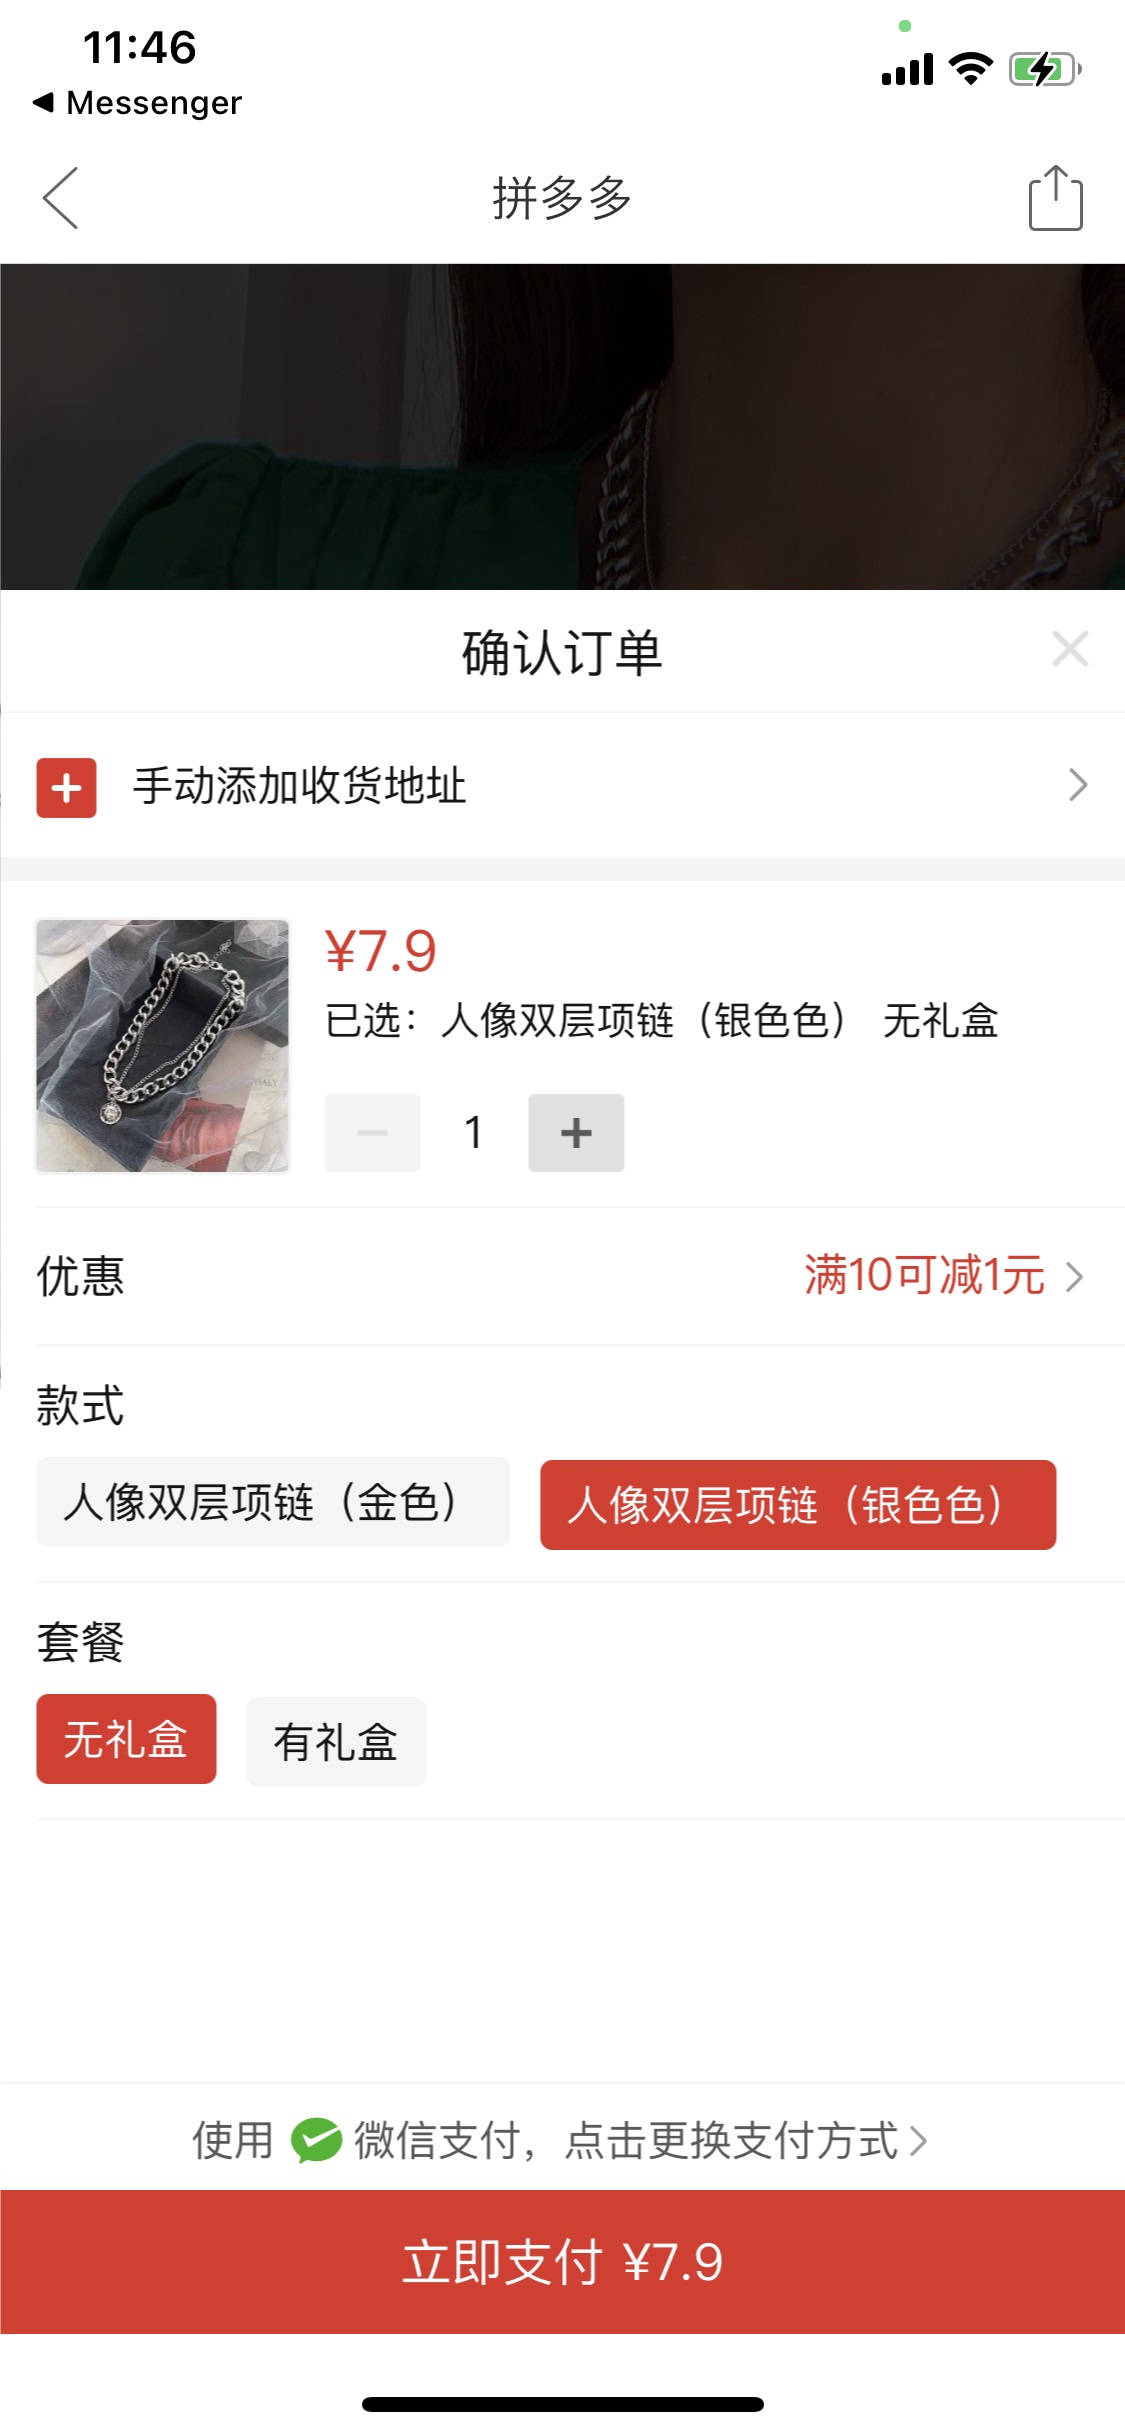 11:46
Messenger
拼多多
确认订单
手动添加收货地址
¥7.9
已选：人像双层项链（银色色） 无礼盒
1
优惠
满10可减1元
款式
人像双层项链（金色）
人像双层项链（银色色）
套餐
无礼盒
有礼盒
使用 微信支付，点击更换支付方式
立即支付 ¥7.9